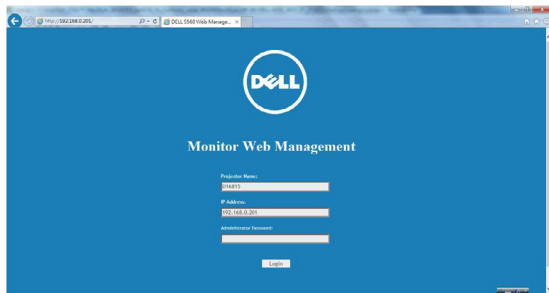 http://192.168.0.201/
DELL S560 Web Manage...
DELL
Monitor Web Management
Projector Name:
IP Address:
192.168.0.201
Administrator Password:
Login